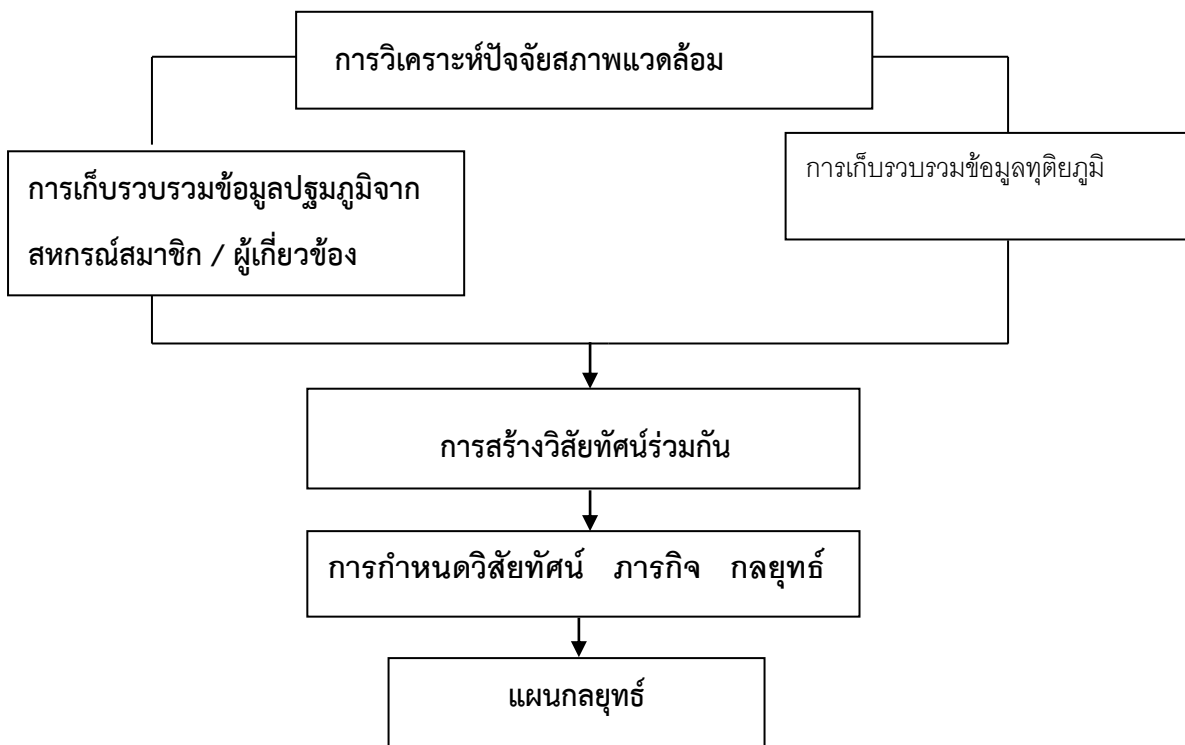 การวิเคราะห์ปัจจัยสภาพแวดล้อม
การเก็บรวบรวมข้อมูลปฐมภูมิจาก
สหกรณ์สมาชิก / ผู้เกี่ยวข้อง
การเก็บรวบรวมข้อมูลทุติยภูมิ
การสร้างวิสัยทัศน์ร่วมกัน
การกำหนดวิสัยทัศน์ ภารกิจ กลยุทธ์
แผนกลยุทธ์